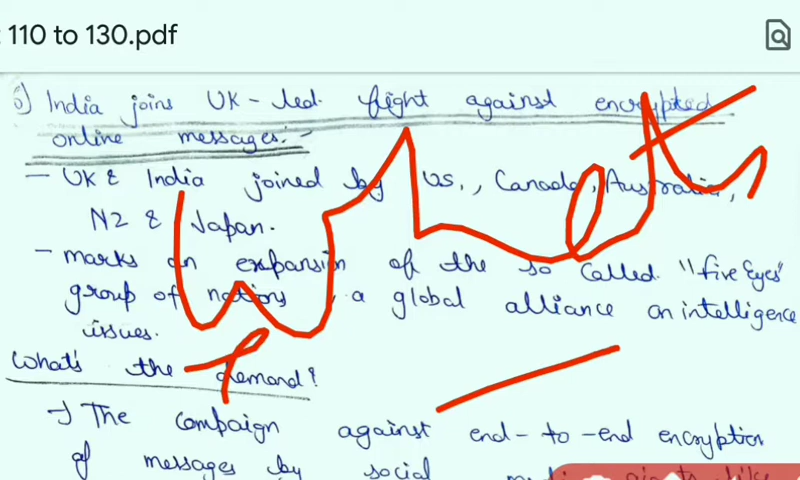 110 to 130.pdf
6) India joins UK-led fight against encrypted
online messages:-
- UK & India joined by US,, Canada, Australia,
NZ & Japan.
- marks an expansion of the so called "five Eyes"
group of nations, a global alliance on intelligence
issues.
What's the demand?
→ The campaign against end-to-end encryption
of messages by social